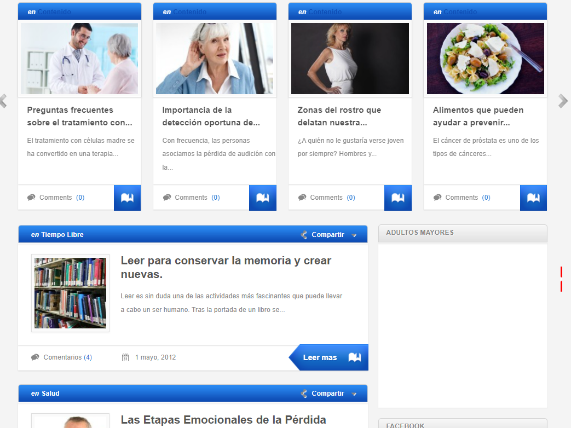 en Contenido
en Contenido
en Contenido
en Contenido
Preguntas frecuentes
sobre el tratamiento con...
El tratamiento con células madre se
ha convertido en una terapia...
Comments (0)
Importancia de la
detección oportuna de...
Con frecuencia, las personas
asociamos la pérdida de audición con
la...
Comments (0)
Zonas del rostro que
delatan nuestra...
¿A quién no le gustaría verse joven
por siempre? Hombres y...
Comments (0)
Alimentos que pueden
ayudar a prevenir...
El cáncer de próstata es uno de los
tipos de cánceres...
Comments (0)
en Tiempo Libre
Compartir
Leer para conservar la memoria y crear
nuevas.
Leer es sin duda una de las actividades más fascinantes que puede llevar
a cabo un ser humano. Tras la portada de un libro se...
Comentarios (4)
1 mayo, 2012
Leer mas
ADULTOS MAYORES
en Salud
Compartir
Las Etapas Emocionales de la Pérdida
FACEBOOK